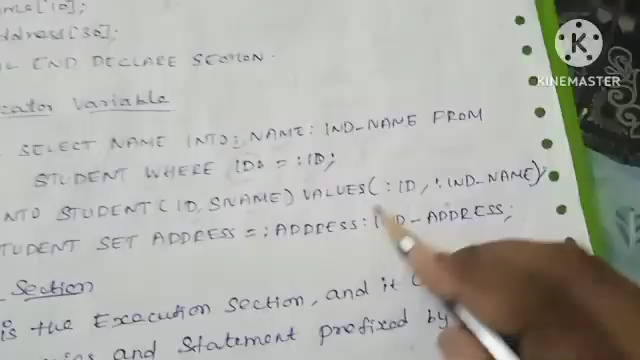 ddress[30];
END DECLARE SECTION.
cator Variable
SELECT NAME INTO: NAME: IND-NAME FROM
STUDENT WHERE ID = :ID;
NTO STUDENT (ID, SNAME) VALUES (:ID, :IND-NAME);
TUDENT SET ADDRESS = :ADDRESS: IND-ADDRESS;
Section
is the Execution section, and it
and statement prefixed by
KINEMASTER